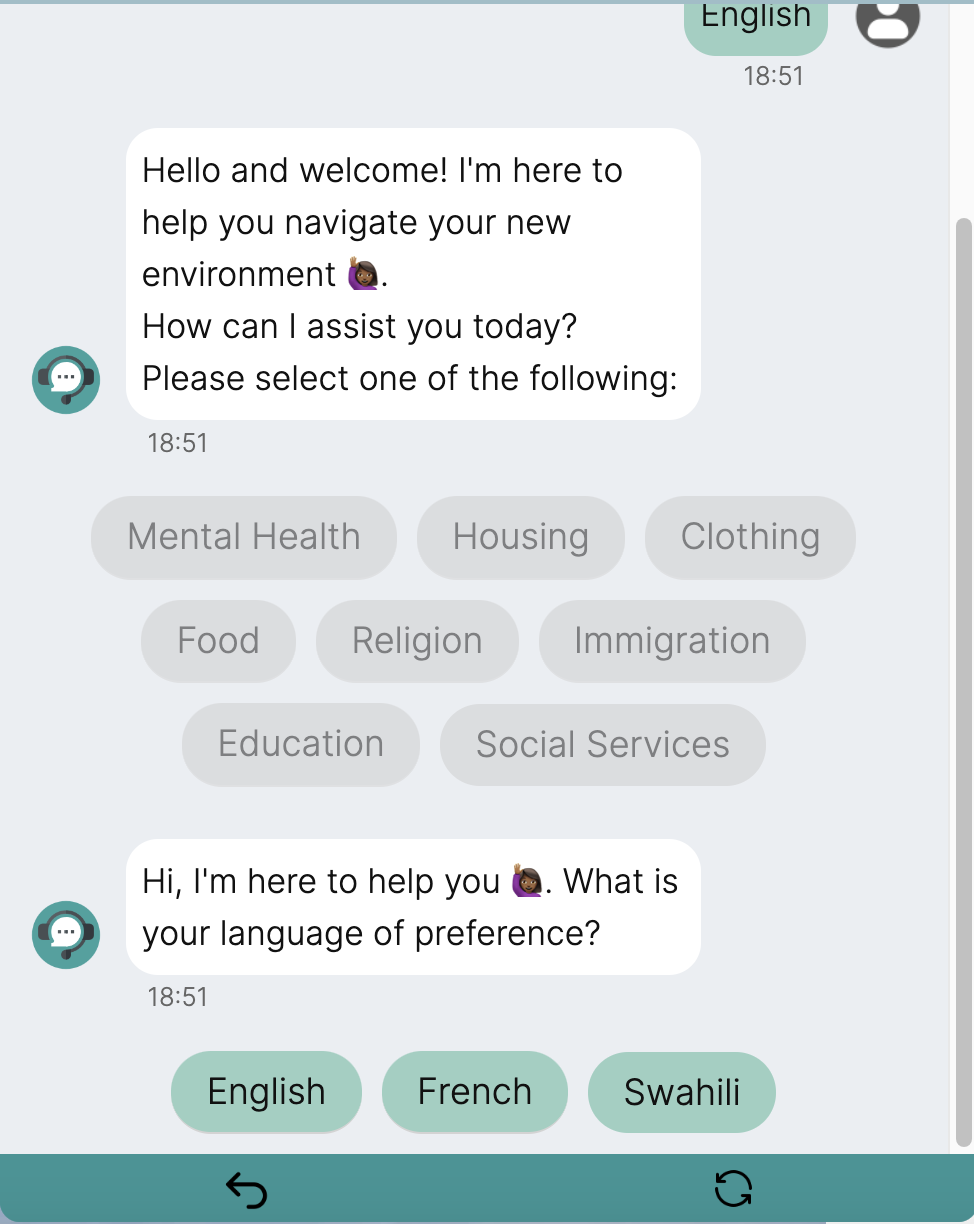 English
18:51
Hello and welcome! I'm here to
help you navigate your new
environment 🙋🏾‍♀️.
How can I assist you today?
Please select one of the following:
18:51
Mental Health Housing Clothing
Food Religion Immigration
Education Social Services
Hi, I'm here to help you 🙋🏾‍♀️. What is
your language of preference?
18:51
English French Swahili